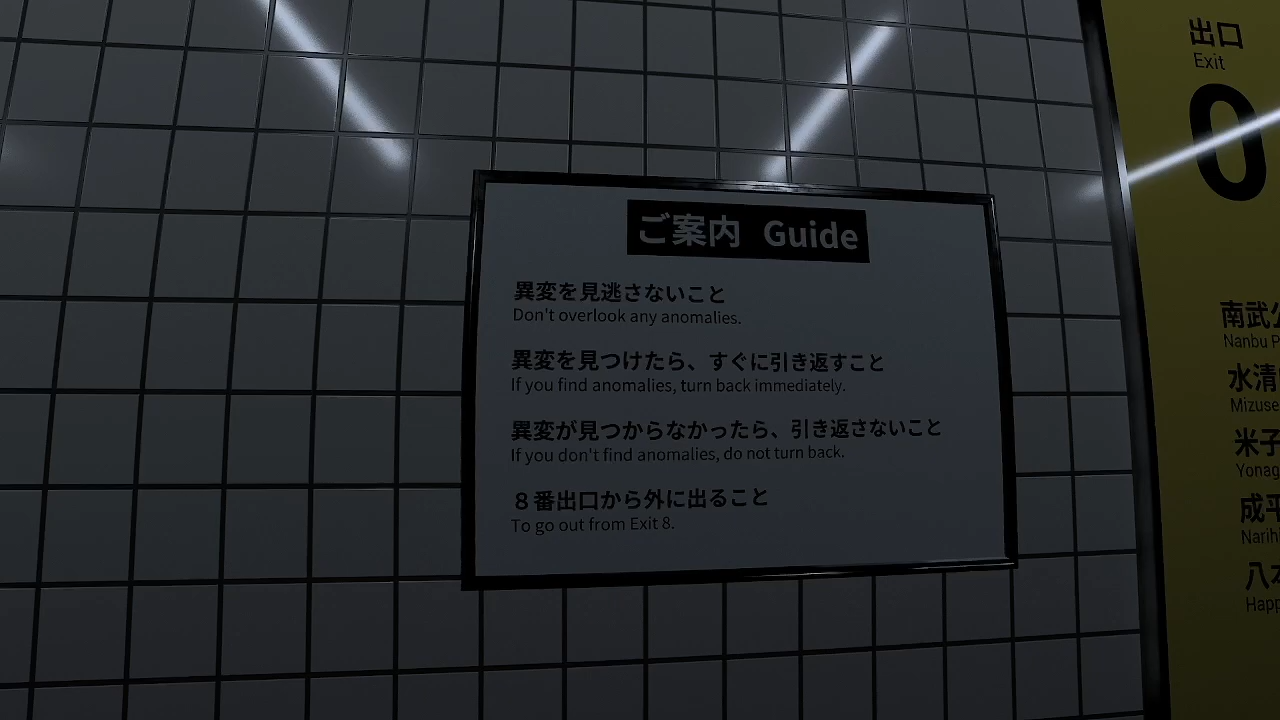 ご案内 Guide
異変を見逃さないこと
Don't overlook any anomalies.
異変を見つけたら、すぐに引き返すこと
If you find anomalies, turn back immediately.
異変が見つからなかったら、引き返さないこと
If you don't find anomalies, do not turn back.
8番出口から外に出ること
To go out from Exit 8.
出口
Exit
0
南武
Nanbu
水清
米子
成平